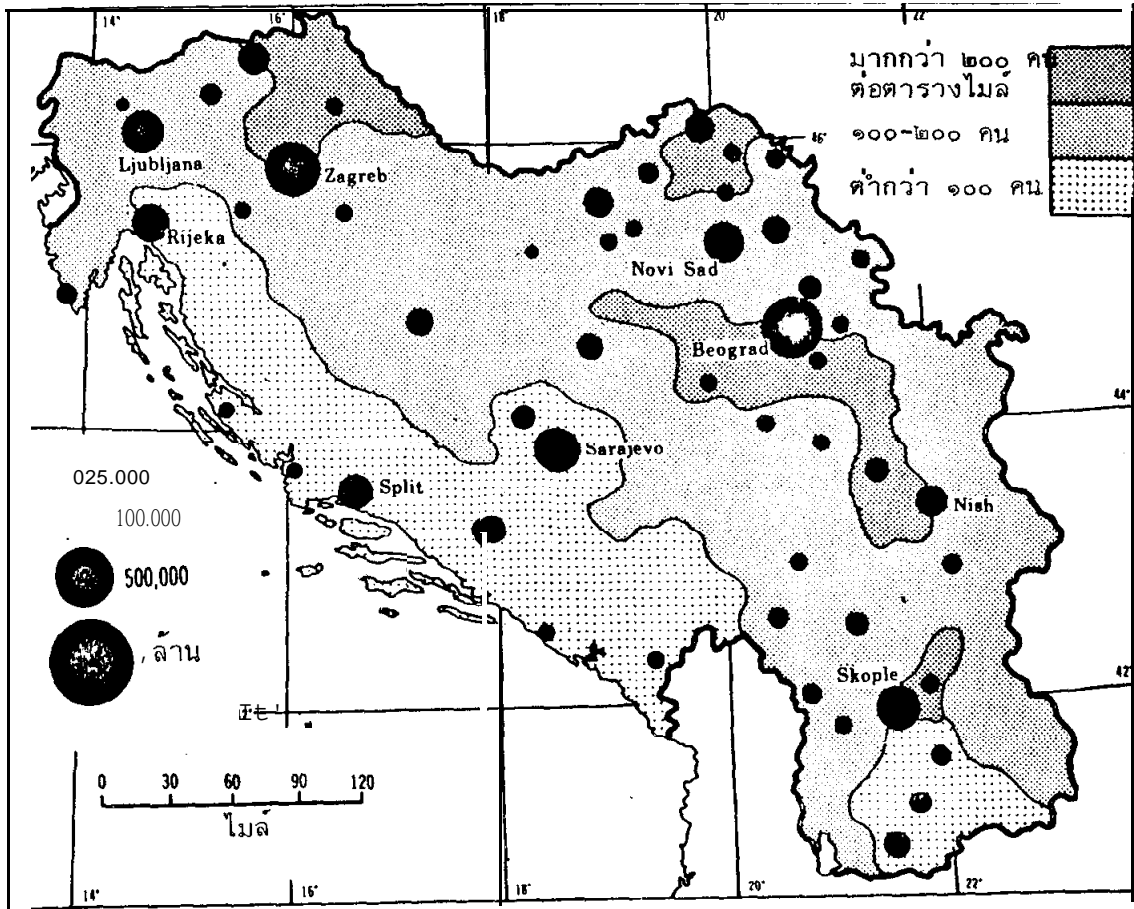 14°
16°
18°
20°
22°
มากกว่า ๒๐๐ คน
ต่อตารางไมล์
๑๐๐-๒๐๐ คน
ต่ำกว่า ๑๐๐ คน
46°
Ljubljana
Zagreb
Rijeka
Novi Sad
Beograd
44°
Sarajevo
Split
Nish
025.000
100.000
500,000
ล้าน
Skople
42°
0 30 60 90 120
ไมล์
14°
16°
18°
20°
22°